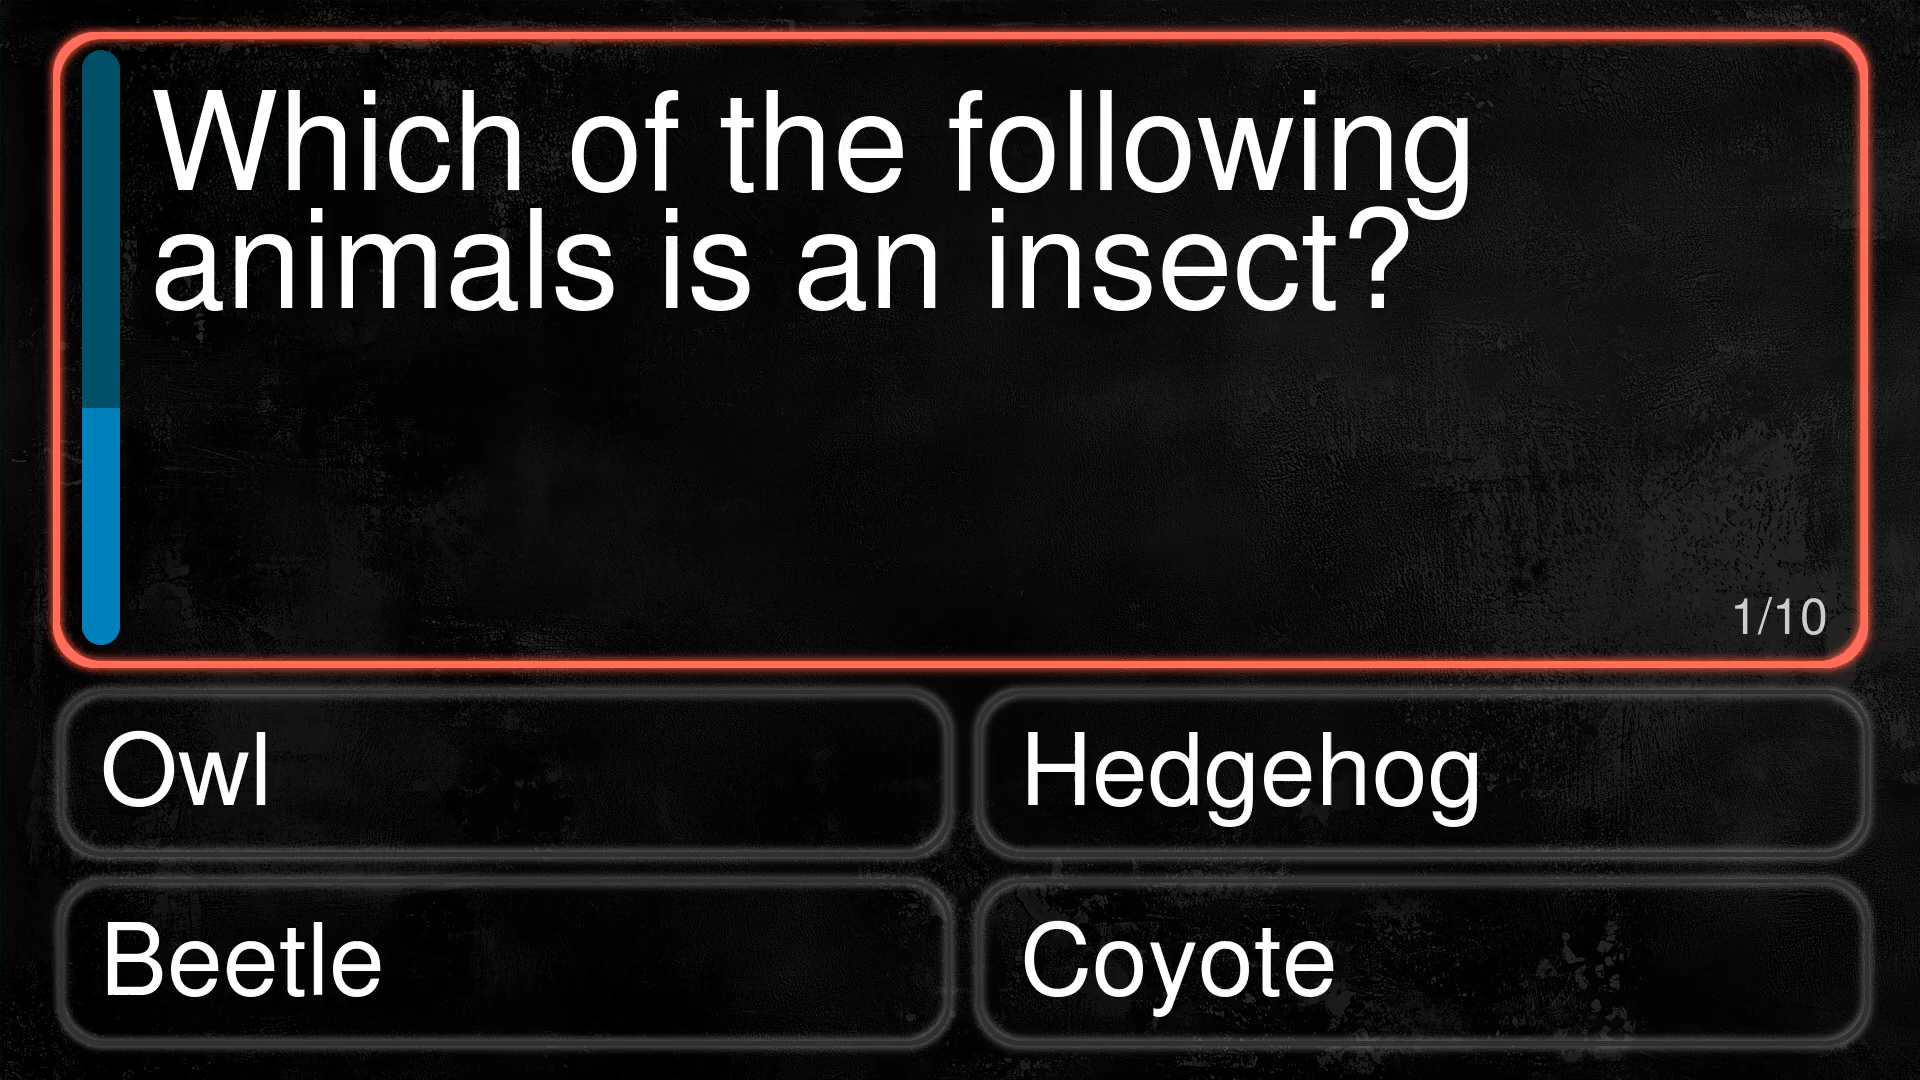 Which of the following
animals is an insect?
1/10
Owl
Hedgehog
Beetle
Coyote